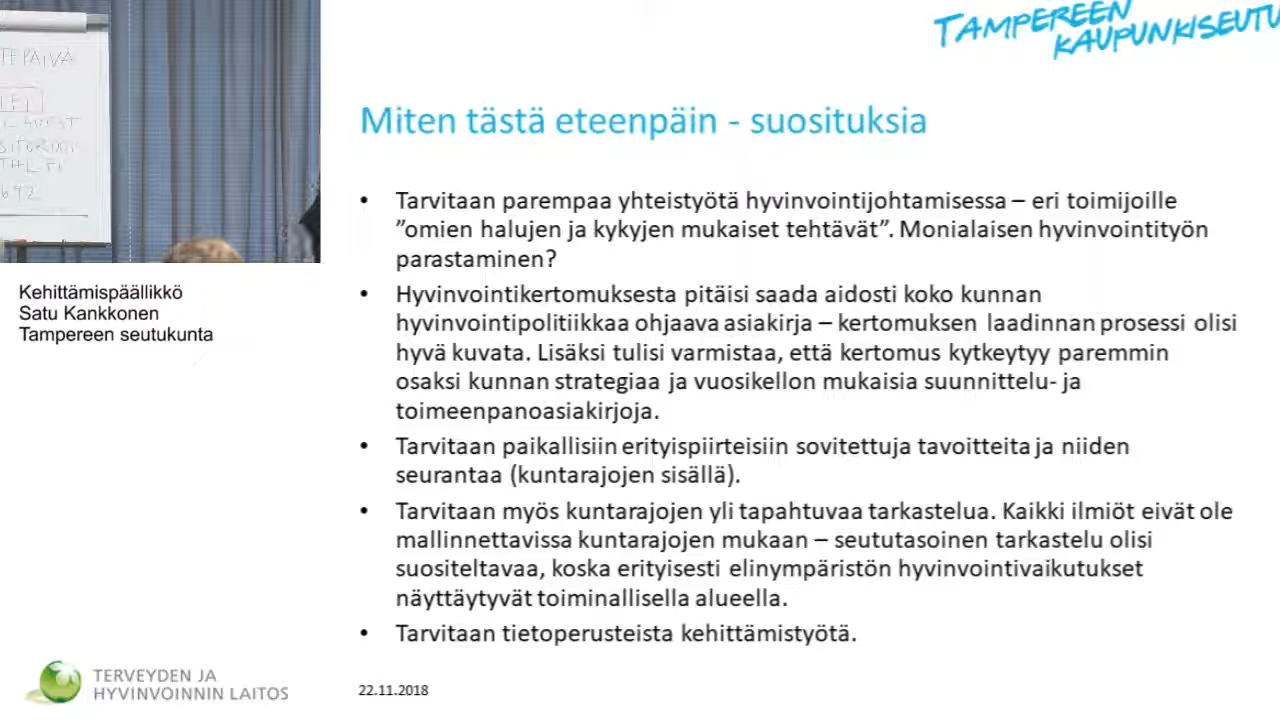 TAMPEREEN
KAUPUNKISEUTU
Miten tästä eteenpäin - suosituksia
• Tarvitaan parempaa yhteistyötä hyvinvointijohtamisessa – eri toimijoille
”omien halujen ja kykyjen mukaiset tehtävät”. Monialaisen hyvinvointityön
parastaminen?
• Hyvinvointikertomuksesta pitäisi saada aidosti koko kunnan
hyvinvointipolitiikkaa ohjaava asiakirja – kertomuksen laadinnan prosessi olisi
hyvä kuvata. Lisäksi tulisi varmistaa, että kertomus kytkeytyy paremmin
osaksi kunnan strategiaa ja vuosikellon mukaisia suunnittelu- ja
toimeenpanoasiakirjoja.
• Tarvitaan paikallisiin erityispiirteisiin sovitettuja tavoitteita ja niiden
seurantaa (kuntarajojen sisällä).
• Tarvitaan myös kuntarajojen yli tapahtuvaa tarkastelua. Kaikki ilmiöt eivät ole
mallinnettavissa kuntarajojen mukaan – seututasoinen tarkastelu olisi
suositeltavaa, koska erityisesti elinympäristön hyvinvointivaikutukset
näyttäytyvät toiminallisella alueella.
• Tarvitaan tietoperusteista kehittämistyötä.
Kehittämispäällikkö
Satu Kankkonen
Tampereen seutukunta
TERVEYDEN JA
HYVINVOINNIN LAITOS
22.11.2018